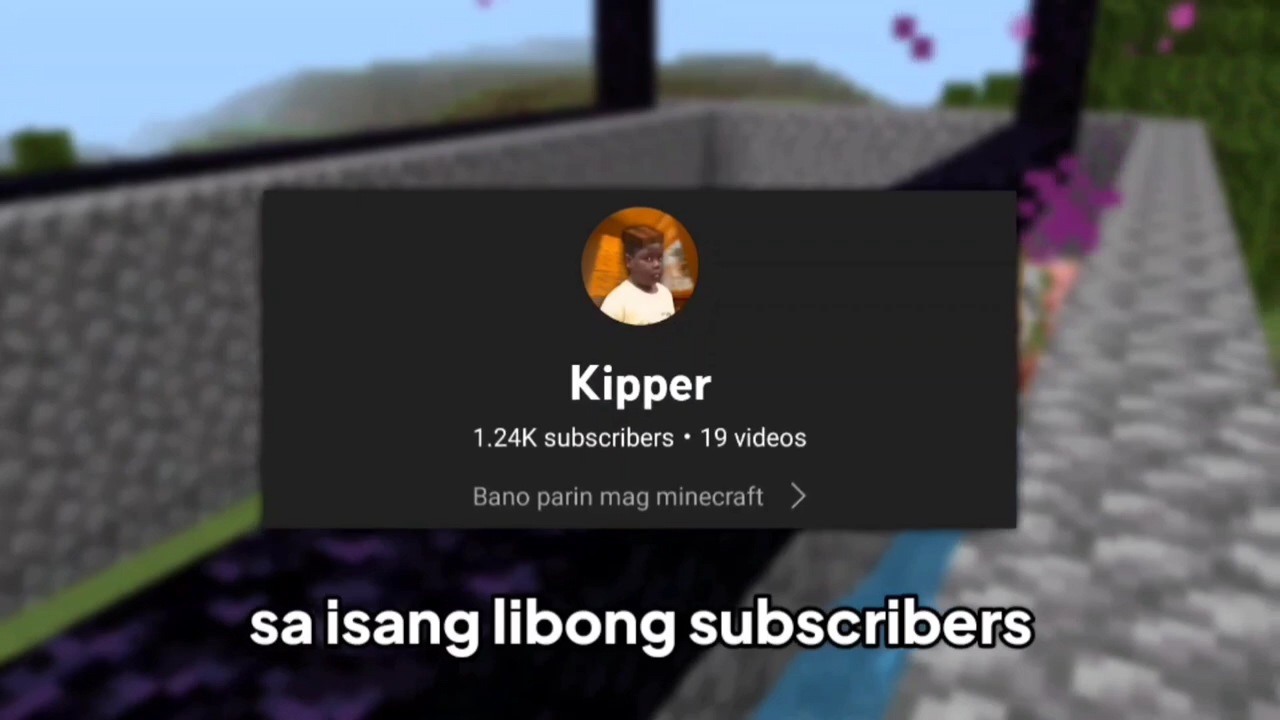 Kipper
1.24K subscribers • 19 videos
Bano parin mag minecraft
sa isang libong subscribers